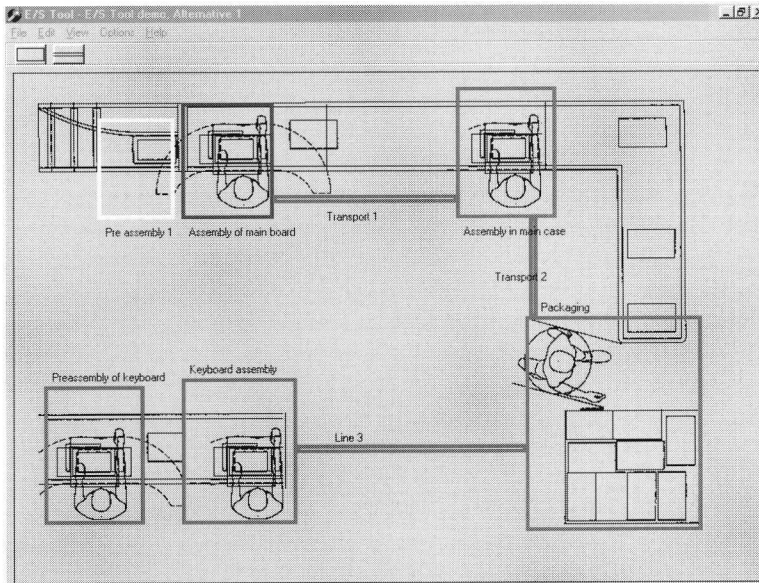 E/S Tool - E/S Tool demo, Alternative 1
File Edit View Options Help
Transport 1
Pre assembly 1
Assembly of main board
Assembly in main case
Transport 2
Packaging
Preassembly of keyboard
Keyboard assembly
Line 3